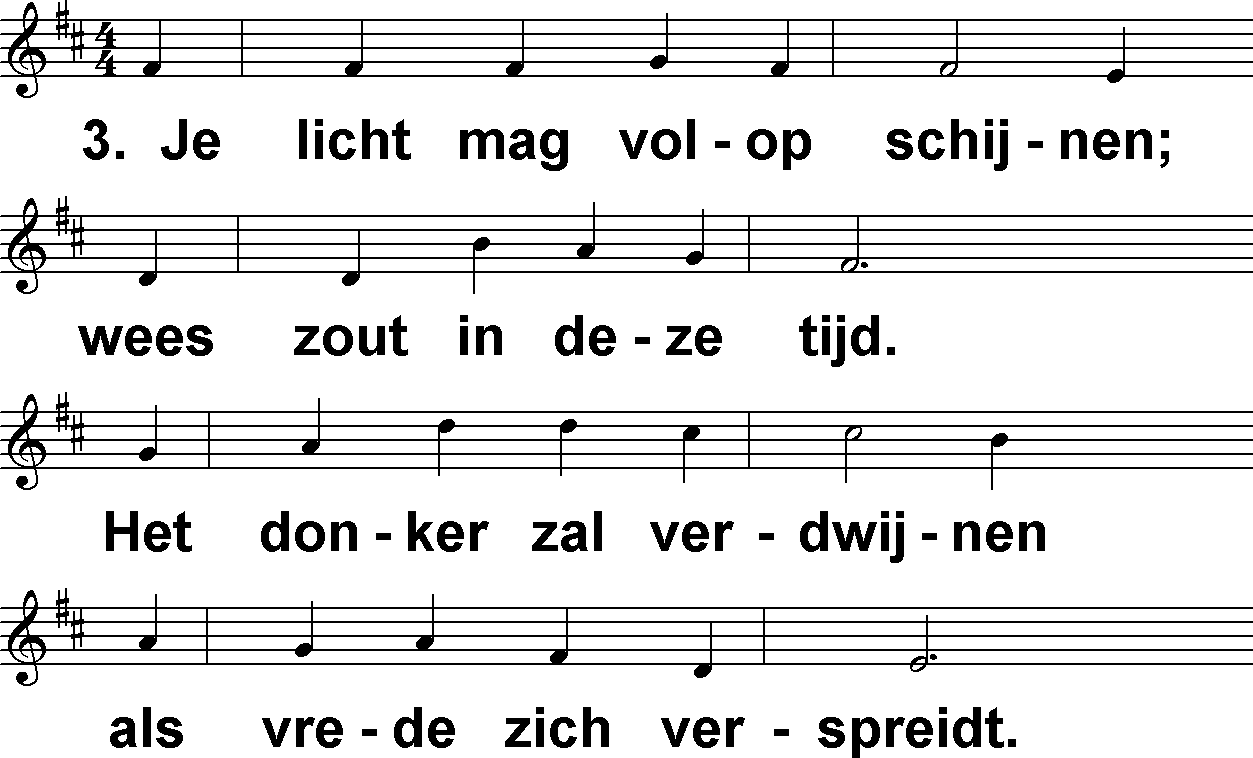 3. Je licht mag vol - op schij - nen;
wees zout in de - ze tijd.
Het don - ker zal ver - dwij - nen
als vre - de zich ver - spreidt.